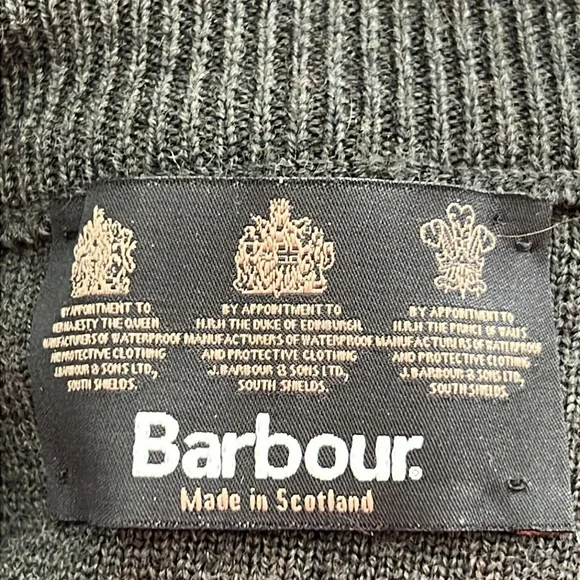 BY APPOINTMENT TO
HER MAJESTY THE QUEEN
MANUFACTURERS OF WATERPROOF
AND PROTECTIVE CLOTHING
J.BARBOUR & SONS LTD,
SOUTH SHIELDS.
BY APPOINTMENT TO
H.R.H THE DUKE OF EDINBURGH
MANUFACTURERS OF WATERPROOF
AND PROTECTIVE CLOTHING
J. BARBOUR & SONS LTD,
SOUTH SHIELDS.
BY APPOINTMENT TO
H.R.H THE PRINCE OF WALES
MANUFACTURERS OF WATERPROOF
AND PROTECTIVE CLOTHING
J. BARBOUR & SONS LTD,
SOUTH SHIELDS.
Barbour.
Made in Scotland